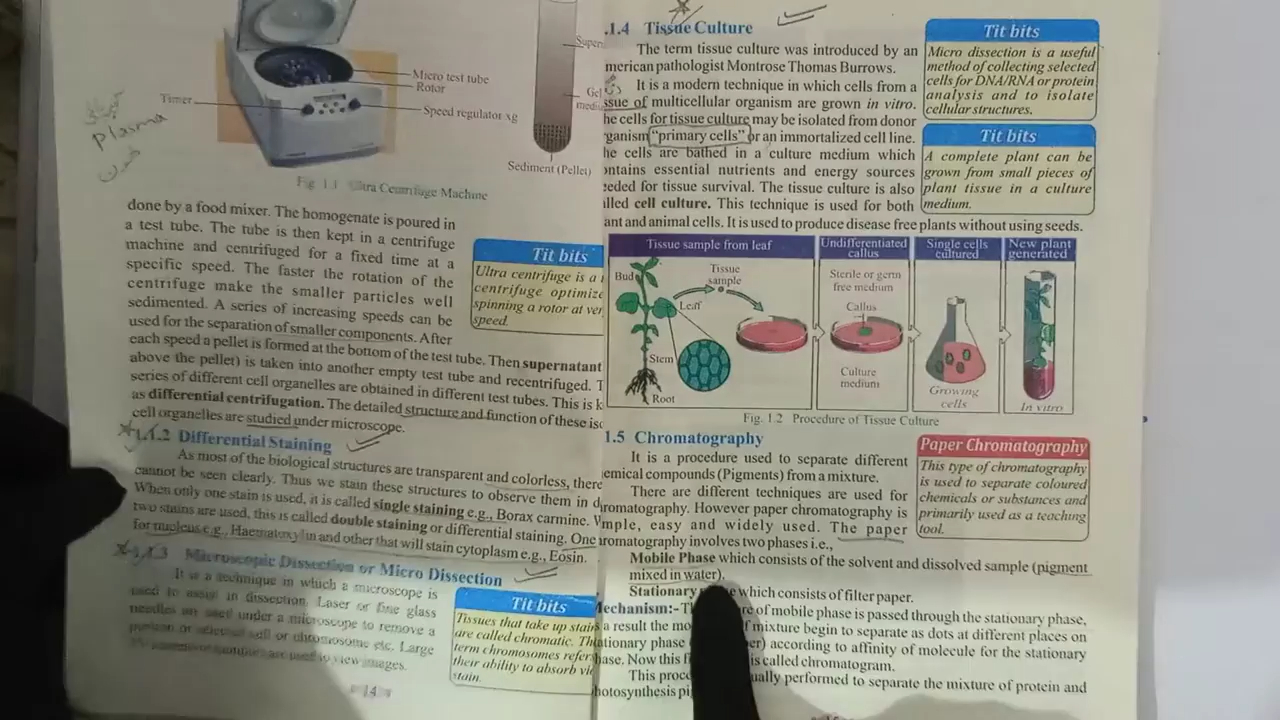 Micro test tube
Rotor
Timer
Speed regulator xg
Plasma
Sediment (Pellet)
Fig. 1.1 Ultra Centrifuge Machine
done by a food mixer. The homogenate is poured in
a test tube. The tube is then kept in a centrifuge
machine and centrifuged for a fixed time at a
specific speed. The faster the rotation of the
centrifuge make the smaller particles well
sedimented. A series of increasing speeds can be
used for the separation of smaller components. After
each speed a pellet is formed at the bottom of the test tube. Then supernatant
above the pellet) is taken into another empty test tube and recentrifuged. T
series of different cell organelles are obtained in different test tubes. This is k
as differential centrifugation. The detailed structure and function of these iso
cell organelles are studied under microscope.
Tit bits
Ultra centrifuge is a
centrifuge optimize
spinning a rotor at ver
speed.
1.1.2 Differential Staining
As most of the biological structures are transparent and colorless, there
cannot be seen clearly. Thus we stain these structures to observe them in d
When only one stain is used, it is called single staining e.g., Borax carmine. W
two stains are used, this is called double staining or differential staining. One
for nucleus e.g., Haematoxylin and other that will stain cytoplasm e.g., Eosin.
1.1.3 Microscopic Dissection or Micro Dissection
It is a technique in which a microscope is
used to assist in dissection. Laser or fine glass
needles are used under a microscope to remove a
portion or selected cell or chromosome etc. Large
are used to view images.
Tit bits
Tissues that take up stain
are called chromatic. The
term chromosomes refer
their ability to absorb
stain.
14
.1.4 Tissue Culture
The term tissue culture was introduced by an
merican pathologist Montrose Thomas Burrows.
It is a modern technique in which cells from a
ssue of multicellular organism are grown in vitro.
he cells for tissue culture may be isolated from donor
rganism "primary cells" or an immortalized cell line.
he cells are bathed in a culture medium which
ontains essential nutrients and energy sources
eeded for tissue survival. The tissue culture is also
lled cell culture. This technique is used for both
ant and animal cells. It is used to produce disease free plants without using seeds.
Tit bits
Micro dissection is a useful
method of collecting selected
cells for DNA/RNA or protein
analysis and to isolate
cellular structures.
Tit bits
A complete plant can be
grown from small pieces of
plant tissue in a culture
medium.
Tissue sample from leaf
Undifferentiated callus
Single cells cultured
New plant generated
Bud
Tissue sample
Leaf
Stem
Root
Sterile or germ free medium
Callus
Culture medium
Growing cells
In vitro
Fig. 1.2 Procedure of Tissue Culture
1.5 Chromatography
It is a procedure used to separate different
emical compounds (Pigments) from a mixture.
There are different techniques are used for
romatography. However paper chromatography is
mple, easy and widely used. The paper
romatography involves two phases i.e.,
Paper Chromatography
This type of chromatography
is used to separate coloured
chemicals or substances and
primarily used as a teaching
tool.
Mobile Phase which consists of the solvent and dissolved sample (pigment
mixed in water).
Stationary which consists of filter paper.
Mechanism:- re of mobile phase is passed through the stationary phase,
a result the mo f mixture begin to separate as dots at different places on
tationary phase er) according to affinity of molecule for the stationary
hase. Now this f is called chromatogram.
This proce ually performed to separate the mixture of protein and
hotosynthesis pi